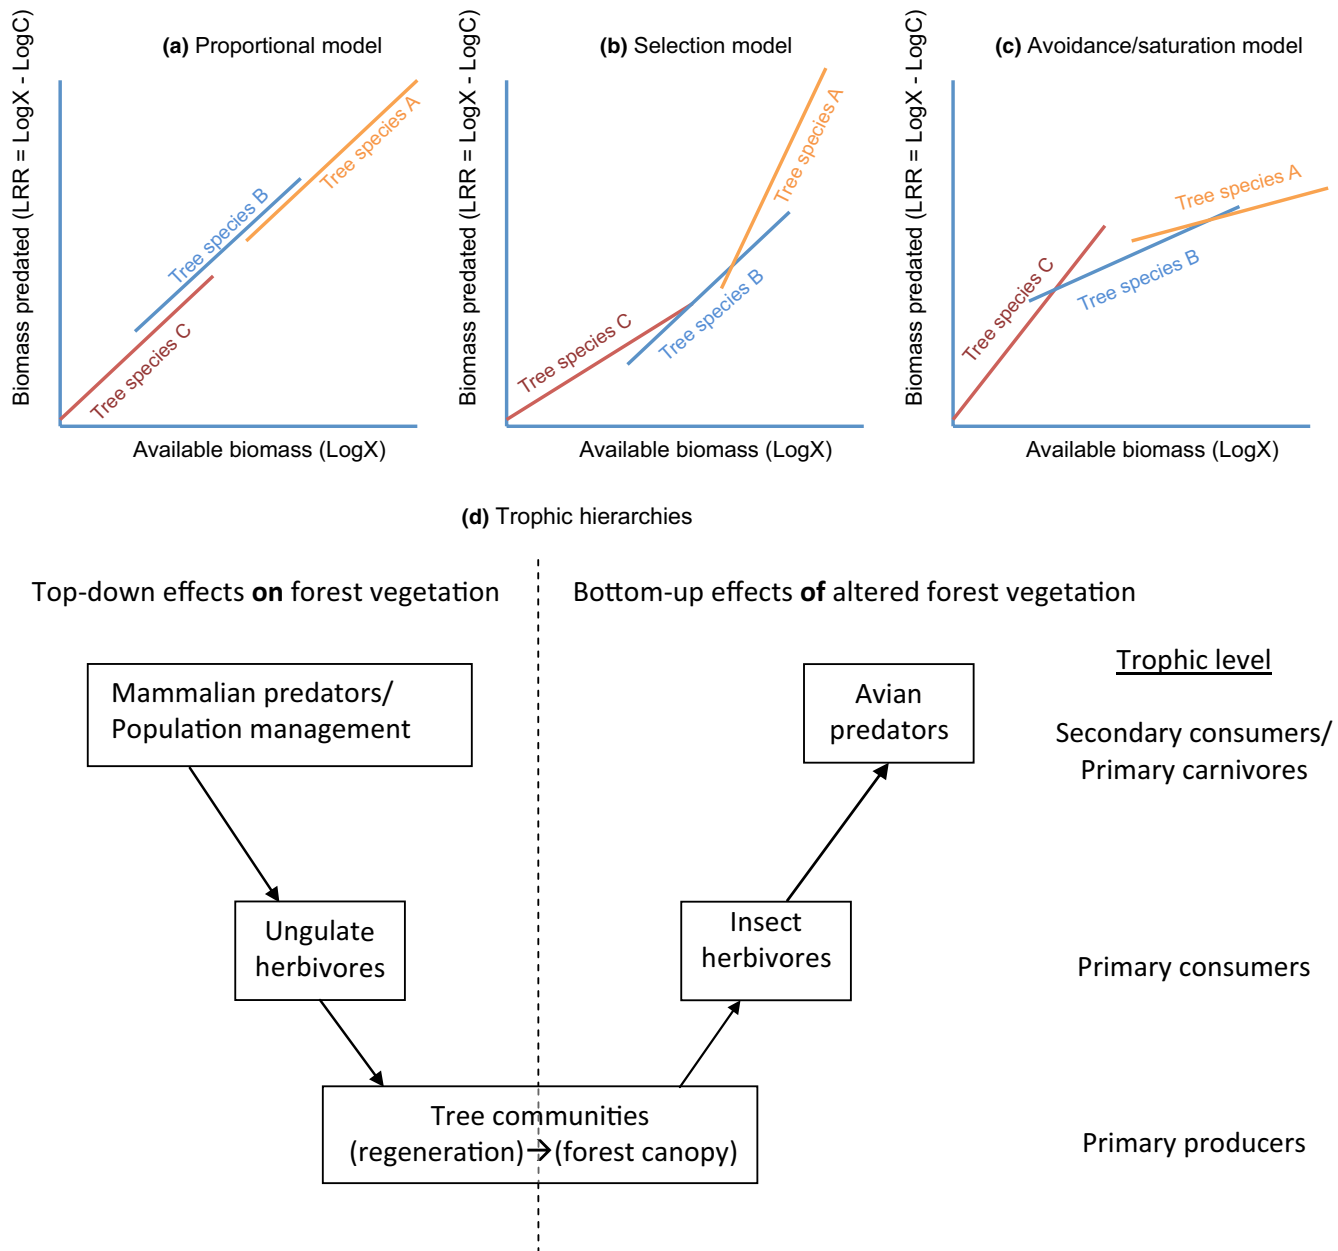 (a) Proportional model
Biomass predated (LRR = LogX - LogC)
Tree species A
Tree species B
Tree species C
Available biomass (LogX)
(b) Selection model
Biomass predated (LRR = LogX - LogC)
Tree species A
Tree species B
Tree species C
Available biomass (LogX)
(c) Avoidance/saturation model
Biomass predated (LRR = LogX - LogC)
Tree species A
Tree species B
Tree species C
Available biomass (LogX)
(d) Trophic hierarchies
Top-down effects on forest vegetation
Bottom-up effects of altered forest vegetation
Trophic level
Mammalian predators/
Population management
Avian
predators
Secondary consumers/
Primary carnivores
Ungulate
herbivores
Insect
herbivores
Primary consumers
Tree communities
(regeneration)→(forest canopy)
Primary producers